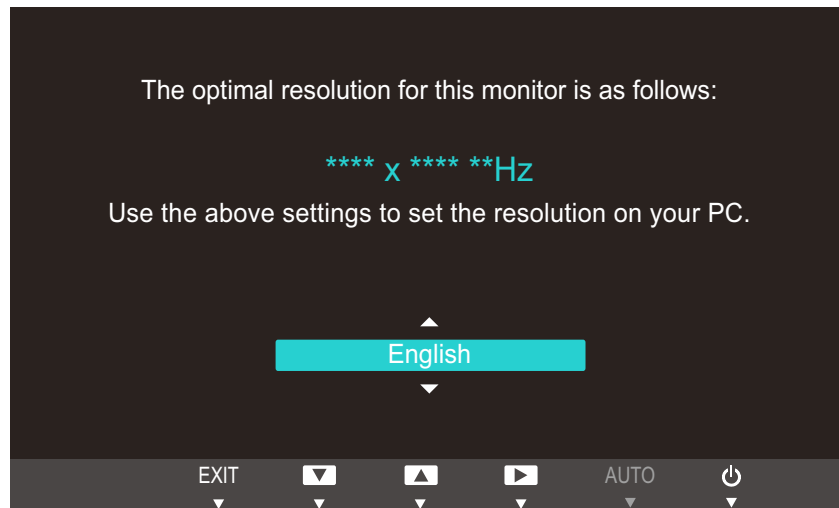 The optimal resolution for this monitor is as follows:
**** x **** **Hz
Use the above settings to set the resolution on your PC.
English
EXIT AUTO